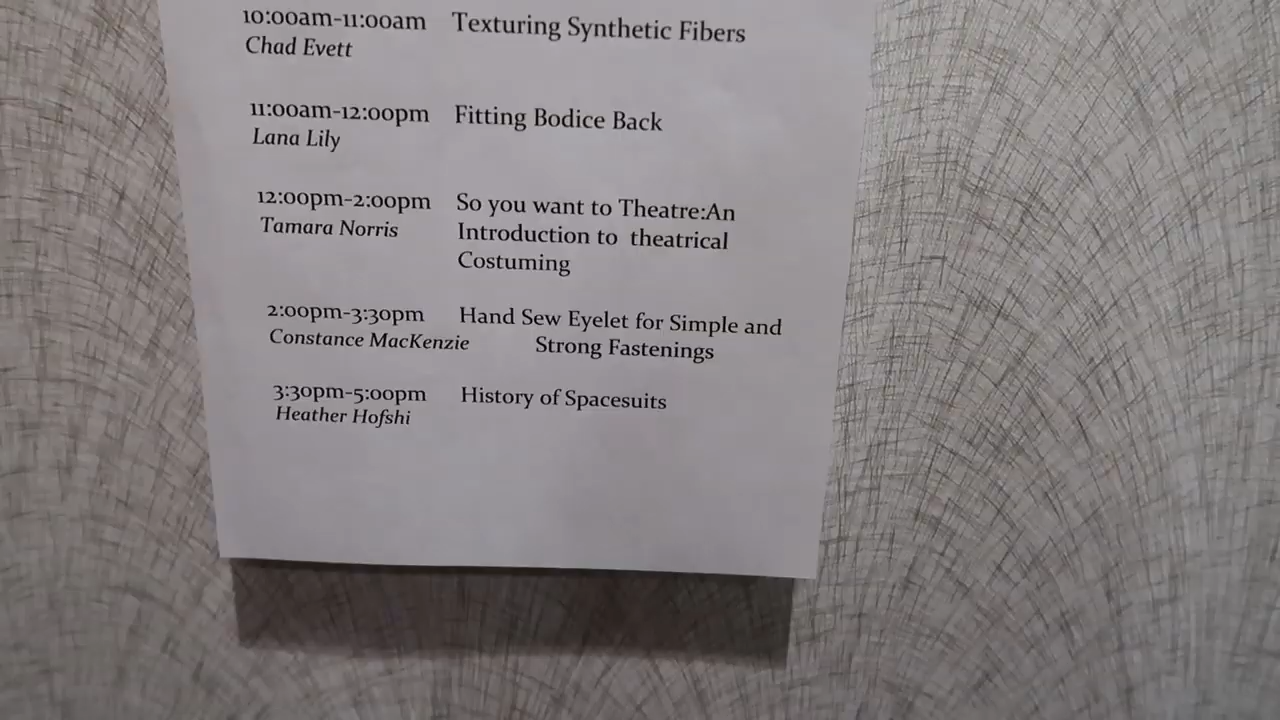 10:00am-11:00am Texturing Synthetic Fibers
Chad Evett
11:00am-12:00pm Fitting Bodice Back
Lana Lily
12:00pm-2:00pm So you want to Theatre:An
Tamara Norris Introduction to theatrical
Costuming
2:00pm-3:30pm Hand Sew Eyelet for Simple and
Constance MacKenzie Strong Fastenings
3:30pm-5:00pm History of Spacesuits
Heather Hofshi